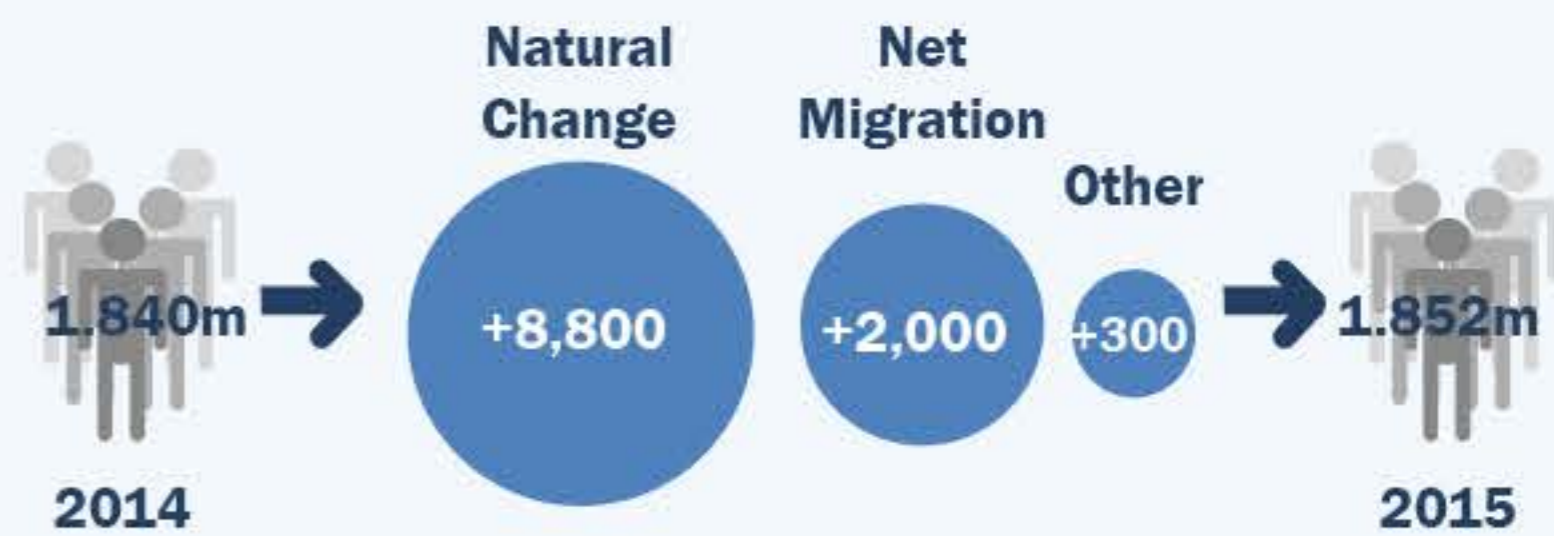 Natural
Change
Net
Migration
Other
1.840m
+8,800
+2,000
+300
1.852m
2014
2015